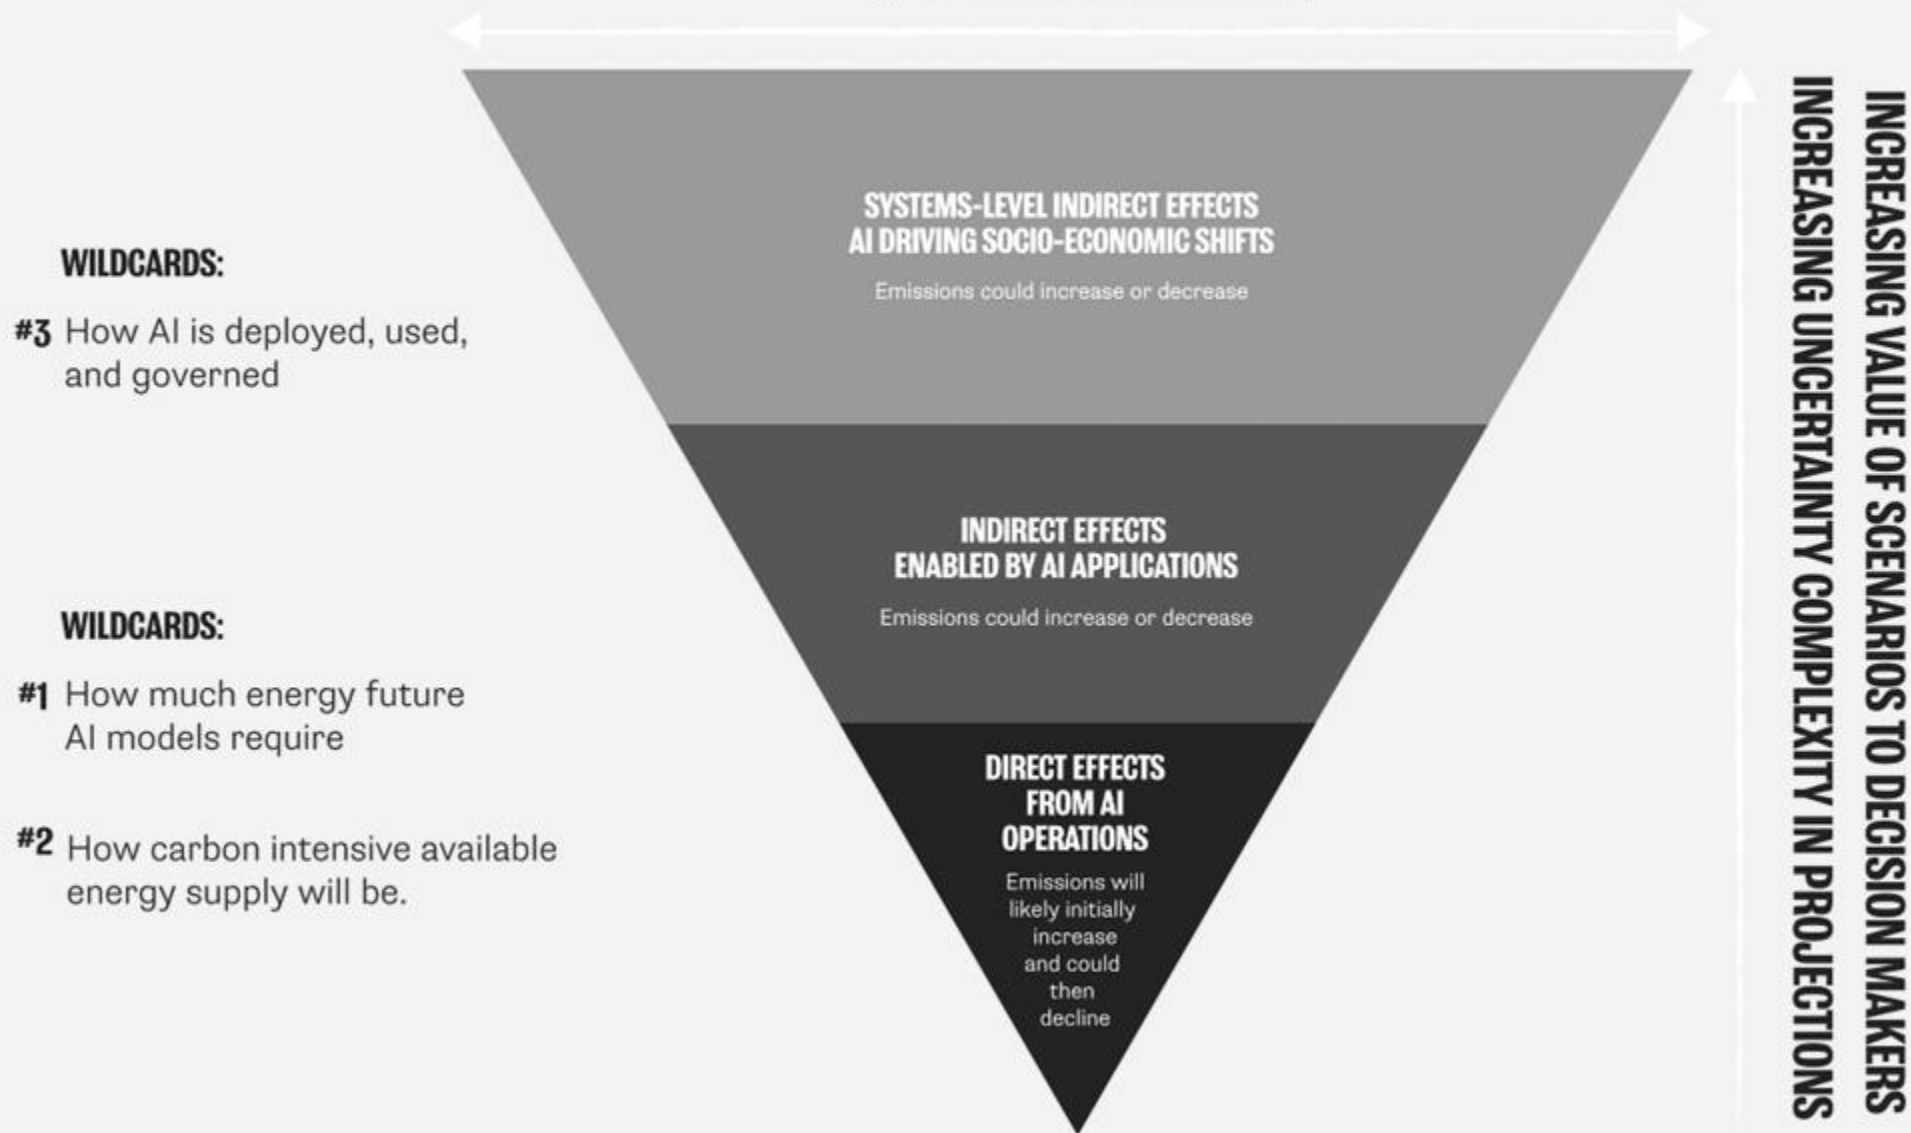 SYSTEMS-LEVEL INDIRECT EFFECTS
AI DRIVING SOCIO-ECONOMIC SHIFTS
Emissions could increase or decrease
WILDCARDS:
#3 How AI is deployed, used,
and governed
INDIRECT EFFECTS
ENABLED BY AI APPLICATIONS
Emissions could increase or decrease
WILDCARDS:
#1 How much energy future
AI models require
#2 How carbon intensive available
energy supply will be.
DIRECT EFFECTS
FROM AI
OPERATIONS
Emissions will
likely initially
increase
and could
then
decline
INCREASING UNCERTAINTY COMPLEXITY IN PROJECTIONS
INCREASING VALUE OF SCENARIOS TO DECISION MAKERS